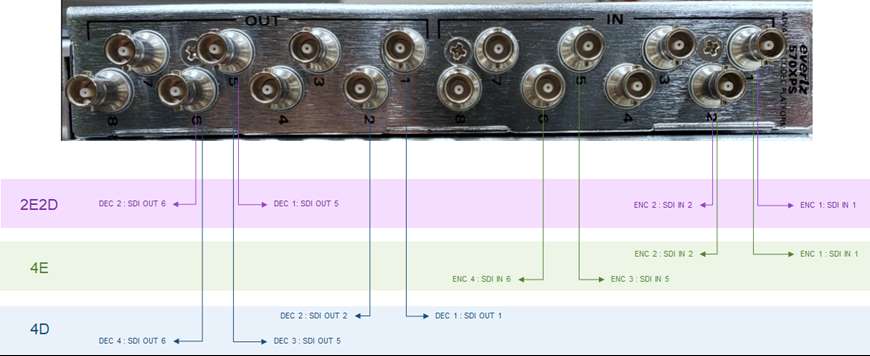 OUT
IN
7
5
3
1
7
5
3
1
8
6
4
2
8
6
4
2
everlz
570XPS
2E2D
DEC 2 : SDI OUT 6
DEC 1: SDI OUT 5
ENC 2 : SDI IN 2
ENC 1: SDI IN 1
4E
ENC 2 : SDI IN 2
ENC 1 : SDI IN 1
ENC 4 : SDI IN 6
ENC 3 : SDI IN 5
4D
DEC 2 : SDI OUT 2
DEC 1 : SDI OUT 1
DEC 4 : SDI OUT 6
DEC 3 : SDI OUT 5